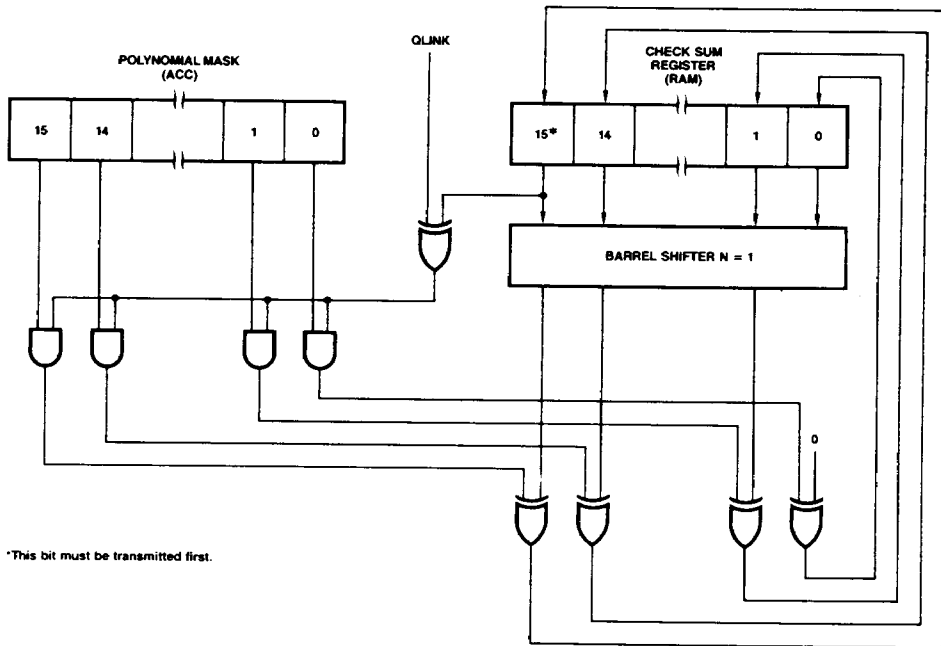 QLINK
POLYNOMIAL MASK
(ACC)
CHECK SUM
REGISTER
(RAM)
15 14 1 0
15* 14 1 0
BARREL SHIFTER N = 1
0
*This bit must be transmitted first.